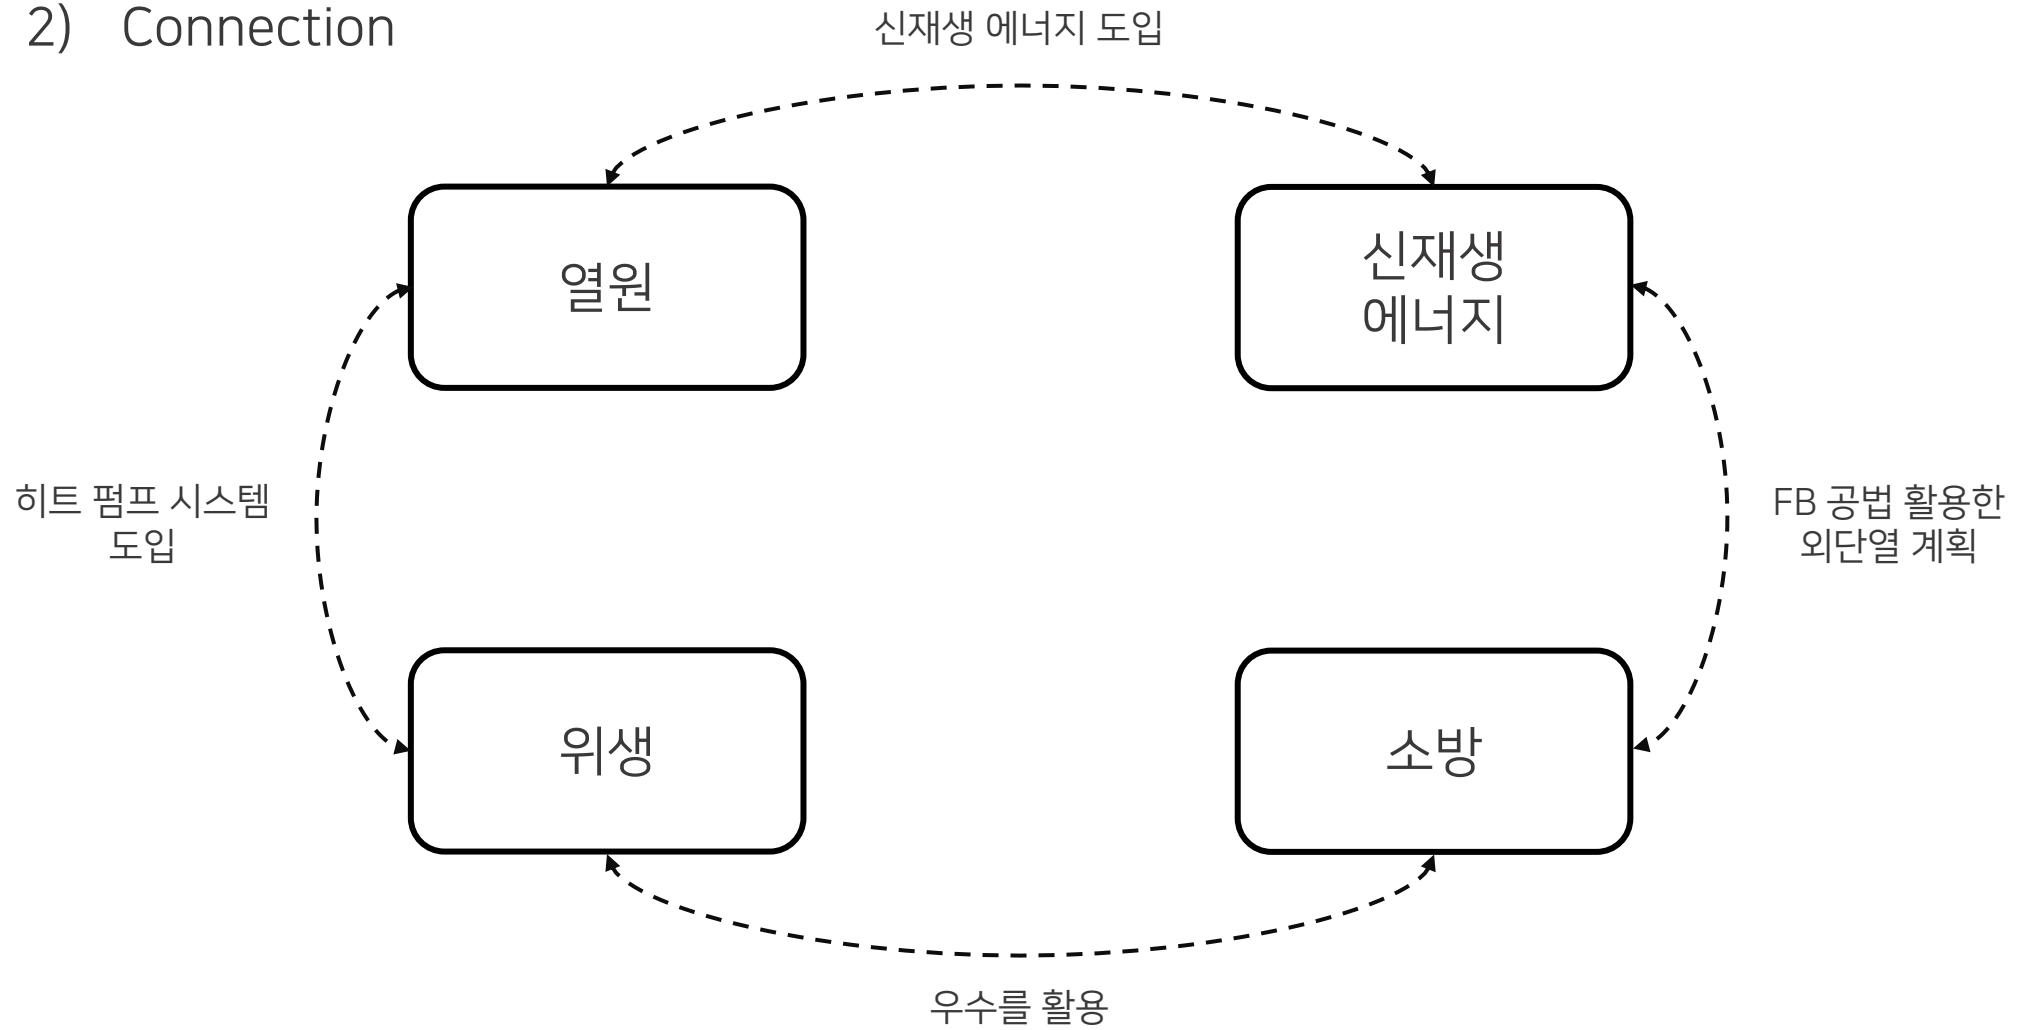 2) Connection
신재생 에너지 도입
열원
신재생
에너지
히트 펌프 시스템
도입
FB 공법 활용한
외단열 계획
위생
소방
우수를 활용